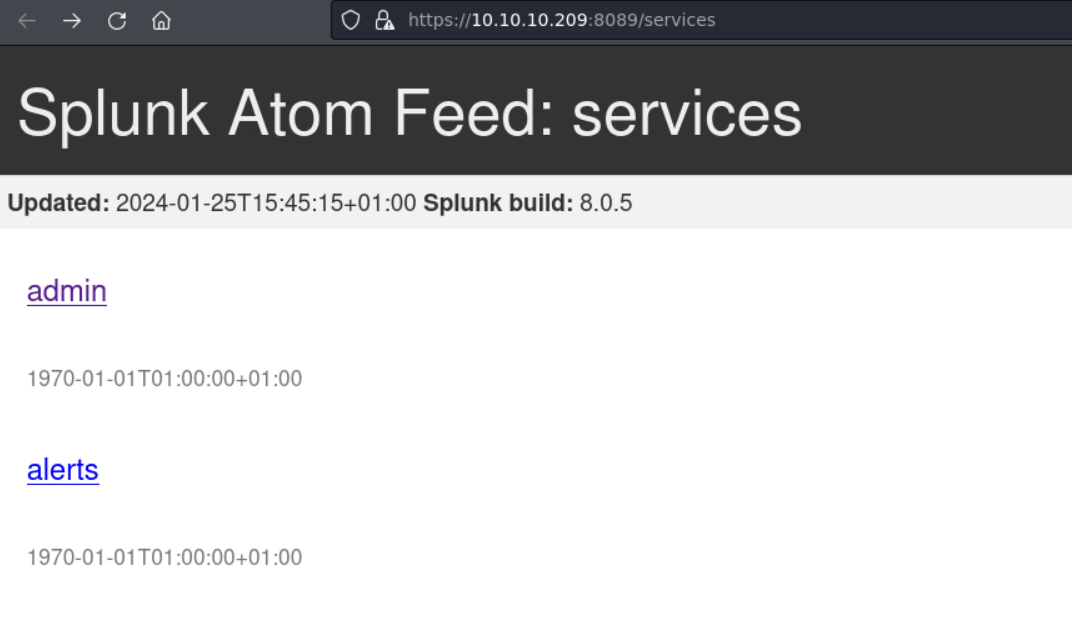 https://10.10.10.209:8089/services
Splunk Atom Feed: services
Updated: 2024-01-25T15:45:15+01:00 Splunk build: 8.0.5
admin
1970-01-01T01:00:00+01:00
alerts
1970-01-01T01:00:00+01:00